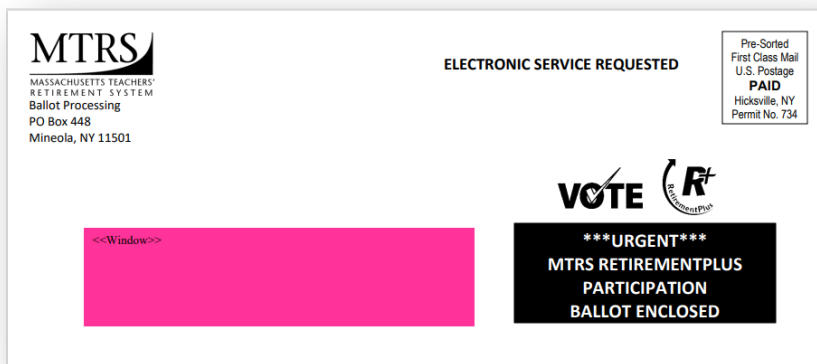 MTRS
MASSACHUSETTS TEACHERS'
RETIREMENT SYSTEM
Ballot Processing
PO Box 448
Mineola, NY 11501
ELECTRONIC SERVICE REQUESTED
Pre-Sorted
First Class Mail
U.S. Postage
PAID
Hicksville, NY
Permit No. 734
VOTE
R+
RetirementPlus
<<Window>>
***URGENT***
MTRS RETIREMENTPLUS
PARTICIPATION
BALLOT ENCLOSED